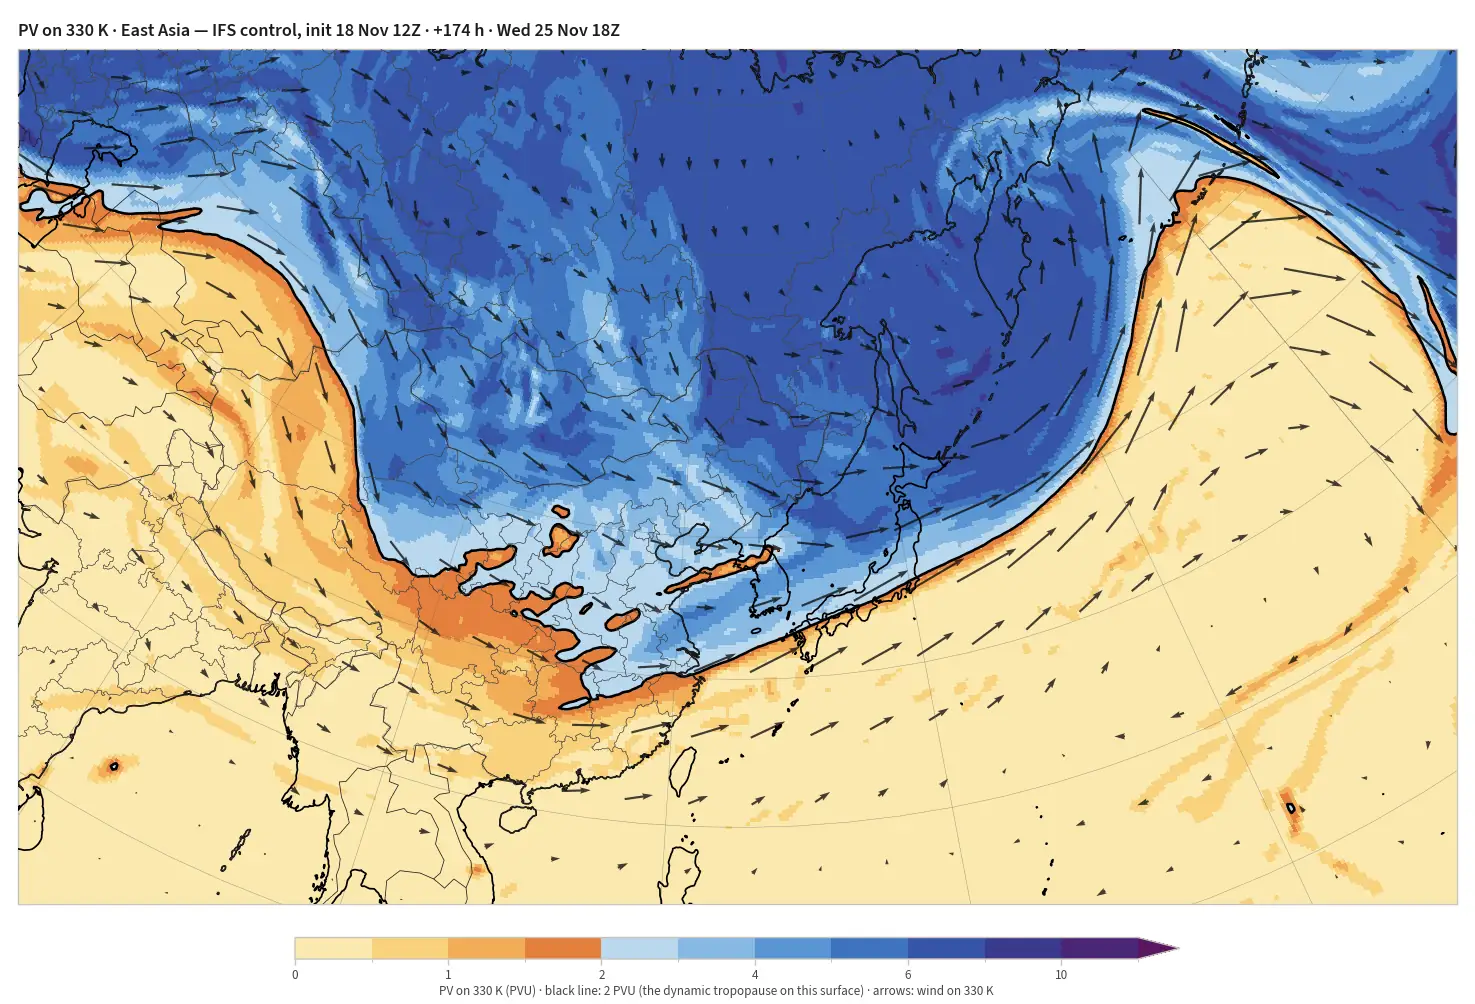 PV on 330 K · East Asia — IFS control, init 18 Nov 12Z · +174 h · Wed 25 Nov 18Z
0 1 2 4 6 10
PV on 330 K (PVU) · black line: 2 PVU (the dynamic tropopause on this surface) · arrows: wind on 330 K